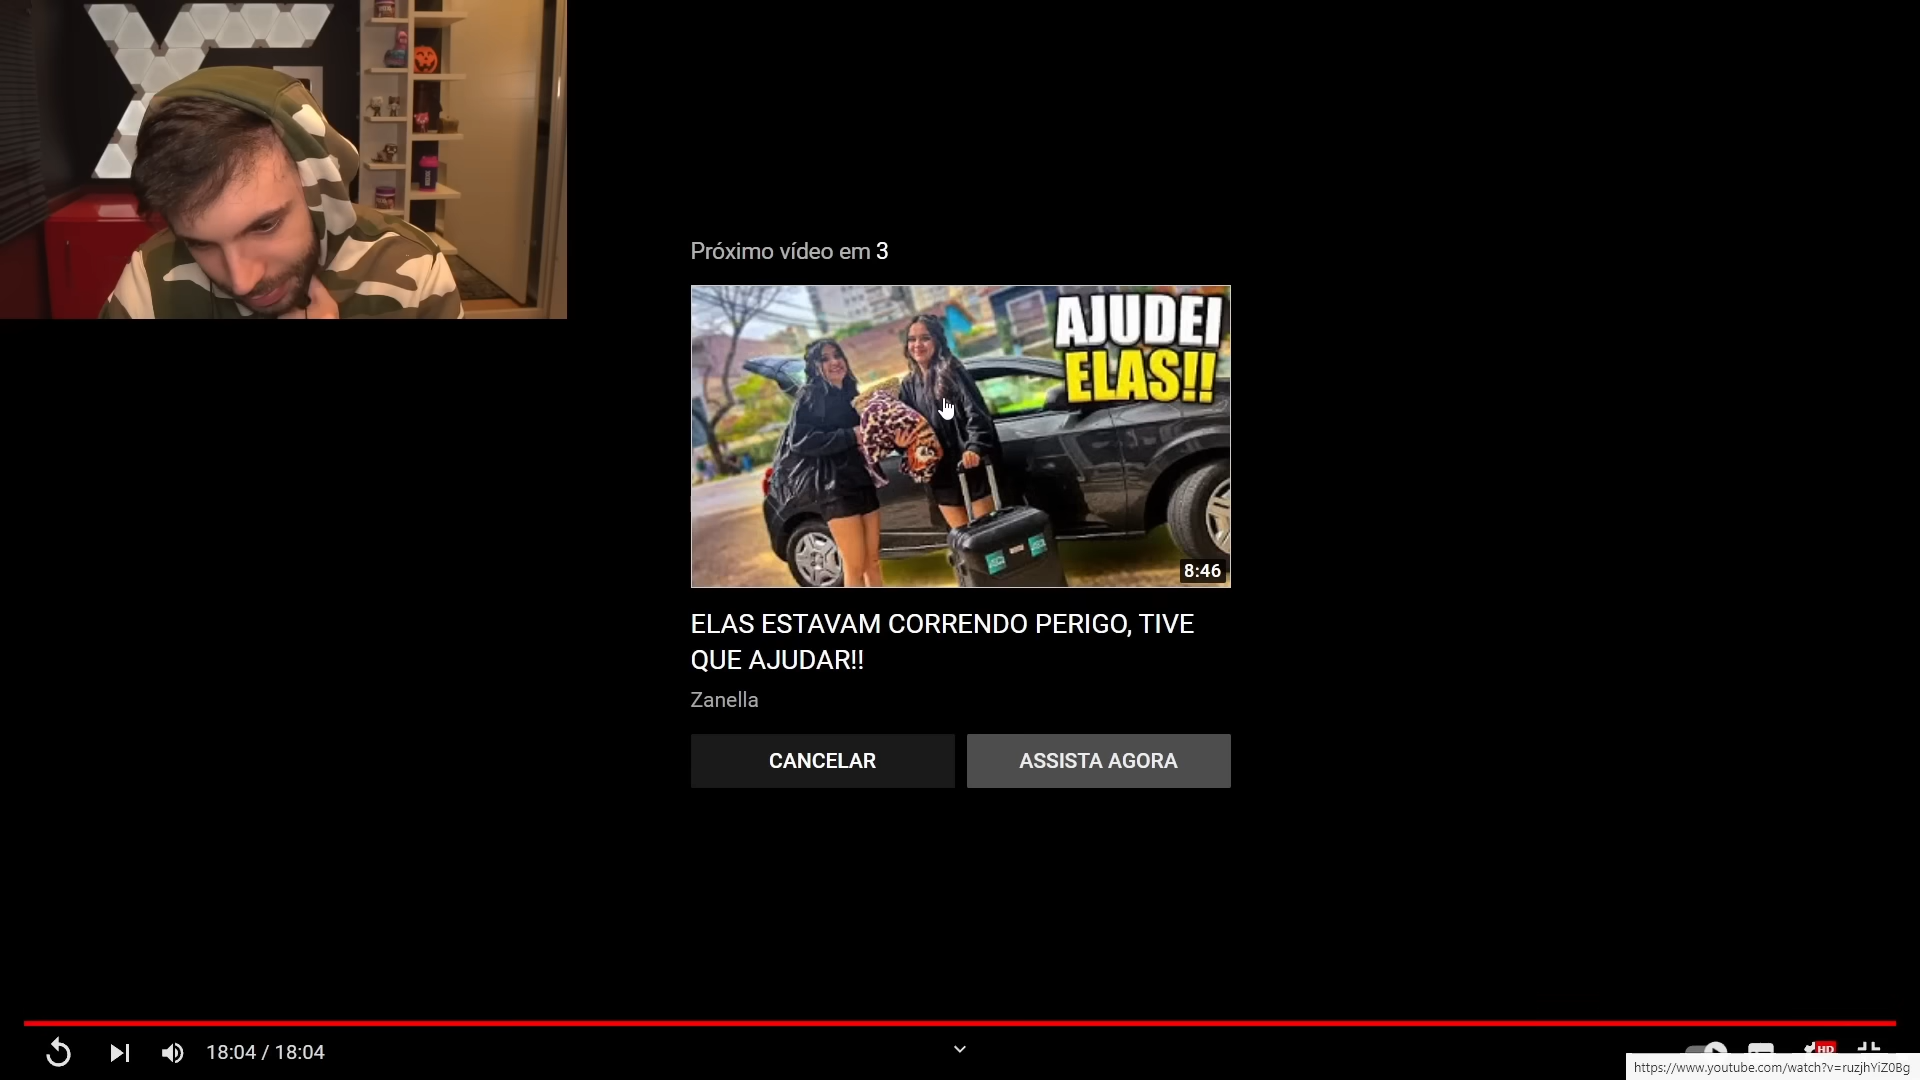 Próximo vídeo em 3
AJUDEI
ELAS!!
8:46
ELAS ESTAVAM CORRENDO PERIGO, TIVE
QUE AJUDAR!!
Zanella
CANCELAR
ASSISTA AGORA
18:04 / 18:04
HD
https://www.youtube.com/watch?v=ruzjhYiZ0Bg